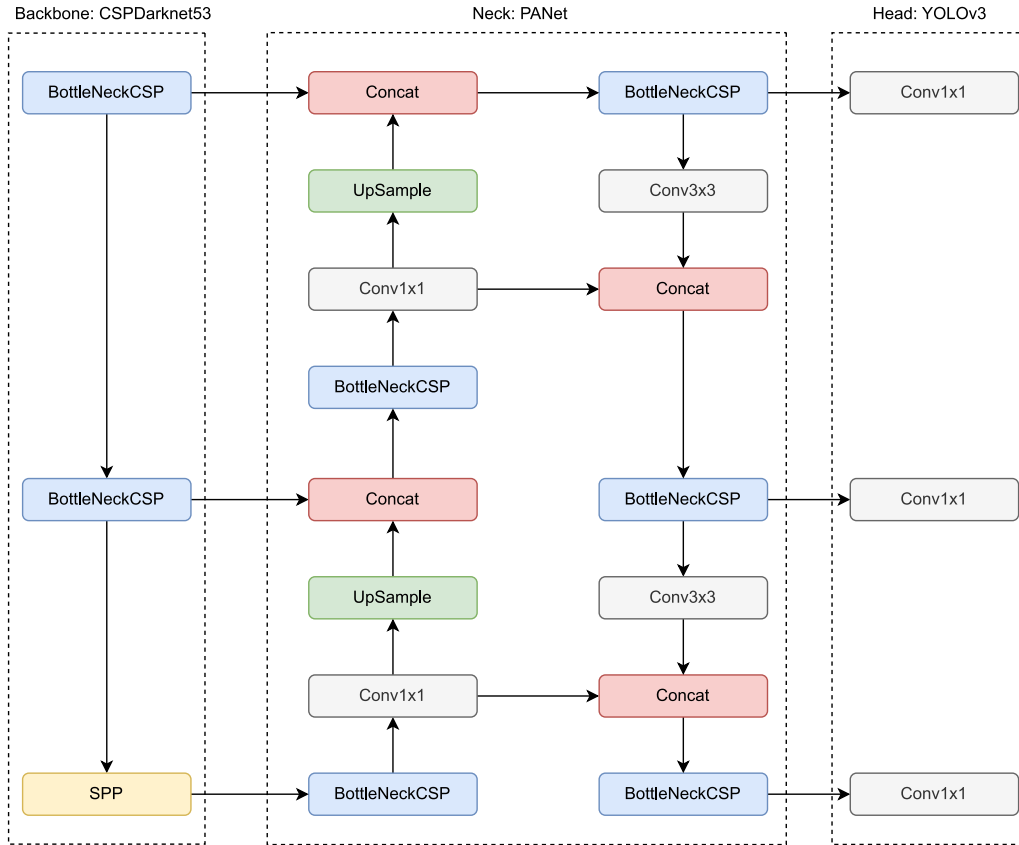 Backbone: CSPDarknet53
Neck: PANet
Head: YOLOv3
BottleNeckCSP
Concat
BottleNeckCSP
Conv1x1
UpSample
Conv3x3
Conv1x1
Concat
BottleNeckCSP
BottleNeckCSP
Concat
BottleNeckCSP
Conv1x1
UpSample
Conv3x3
Conv1x1
Concat
SPP
BottleNeckCSP
BottleNeckCSP
Conv1x1